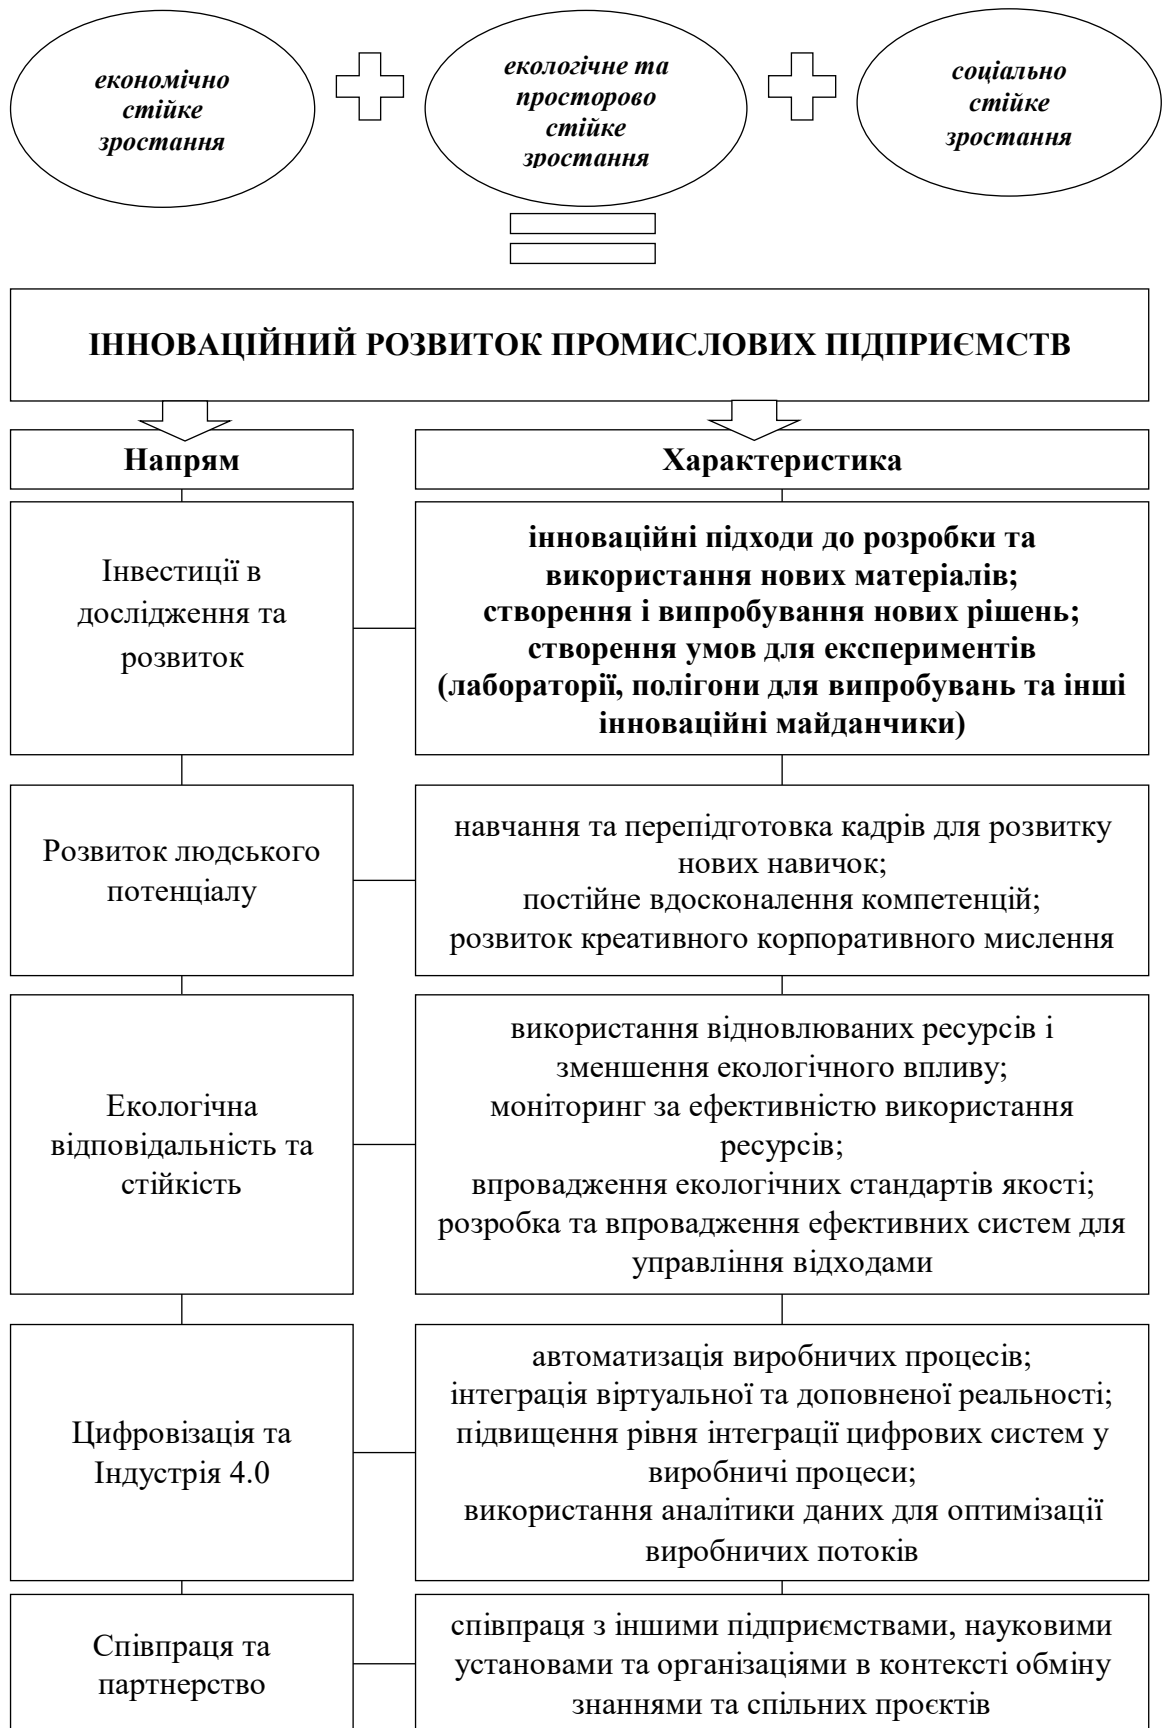 економічно
стійке
зростання
екологічне та
просторово
стійке
зростання
соціально
стійке
зростання
ІННОВАЦІЙНИЙ РОЗВИТОК ПРОМИСЛОВИХ ПІДПРИЄМСТВ
Напрям
Характеристика
Інвестиції в
дослідження та
розвиток
інноваційні підходи до розробки та
використання нових матеріалів;
створення і випробування нових рішень;
створення умов для експериментів
(лабораторії, полігони для випробувань та інші
інноваційні майданчики)
Розвиток людського
потенціалу
навчання та перепідготовка кадрів для розвитку
нових навичок;
постійне вдосконалення компетенцій;
розвиток креативного корпоративного мислення
Екологічна
відповідальність та
стійкість
використання відновлюваних ресурсів і
зменшення екологічного впливу;
моніторинг за ефективністю використання
ресурсів;
впровадження екологічних стандартів якості;
розробка та впровадження ефективних систем для
управління відходами
Цифровізація та
Індустрія 4.0
автоматизація виробничих процесів;
інтеграція віртуальної та доповненої реальності;
підвищення рівня інтеграції цифрових систем у
виробничі процеси;
використання аналітики даних для оптимізації
виробничих потоків
Співпраця та
партнерство
співпраця з іншими підприємствами, науковими
установами та організаціями в контексті обміну
знаннями та спільних проєктів